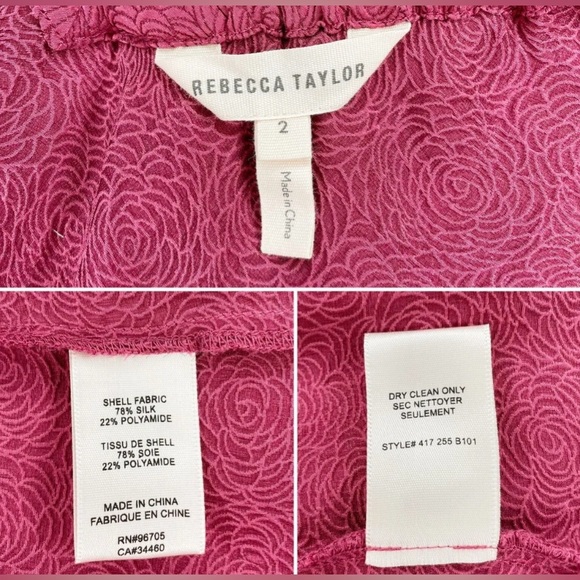 REBECCA TAYLOR
2
Made in China
SHELL FABRIC
78% SILK
22% POLYAMIDE
TISSU DE SHELL
78% SOIE
22% POLYAMIDE
MADE IN CHINA
FABRIQUE EN CHINE
RN#96705
CA#34460
DRY CLEAN ONLY
SEC NETTOYER
SEULEMENT
STYLE# 417 255 B101